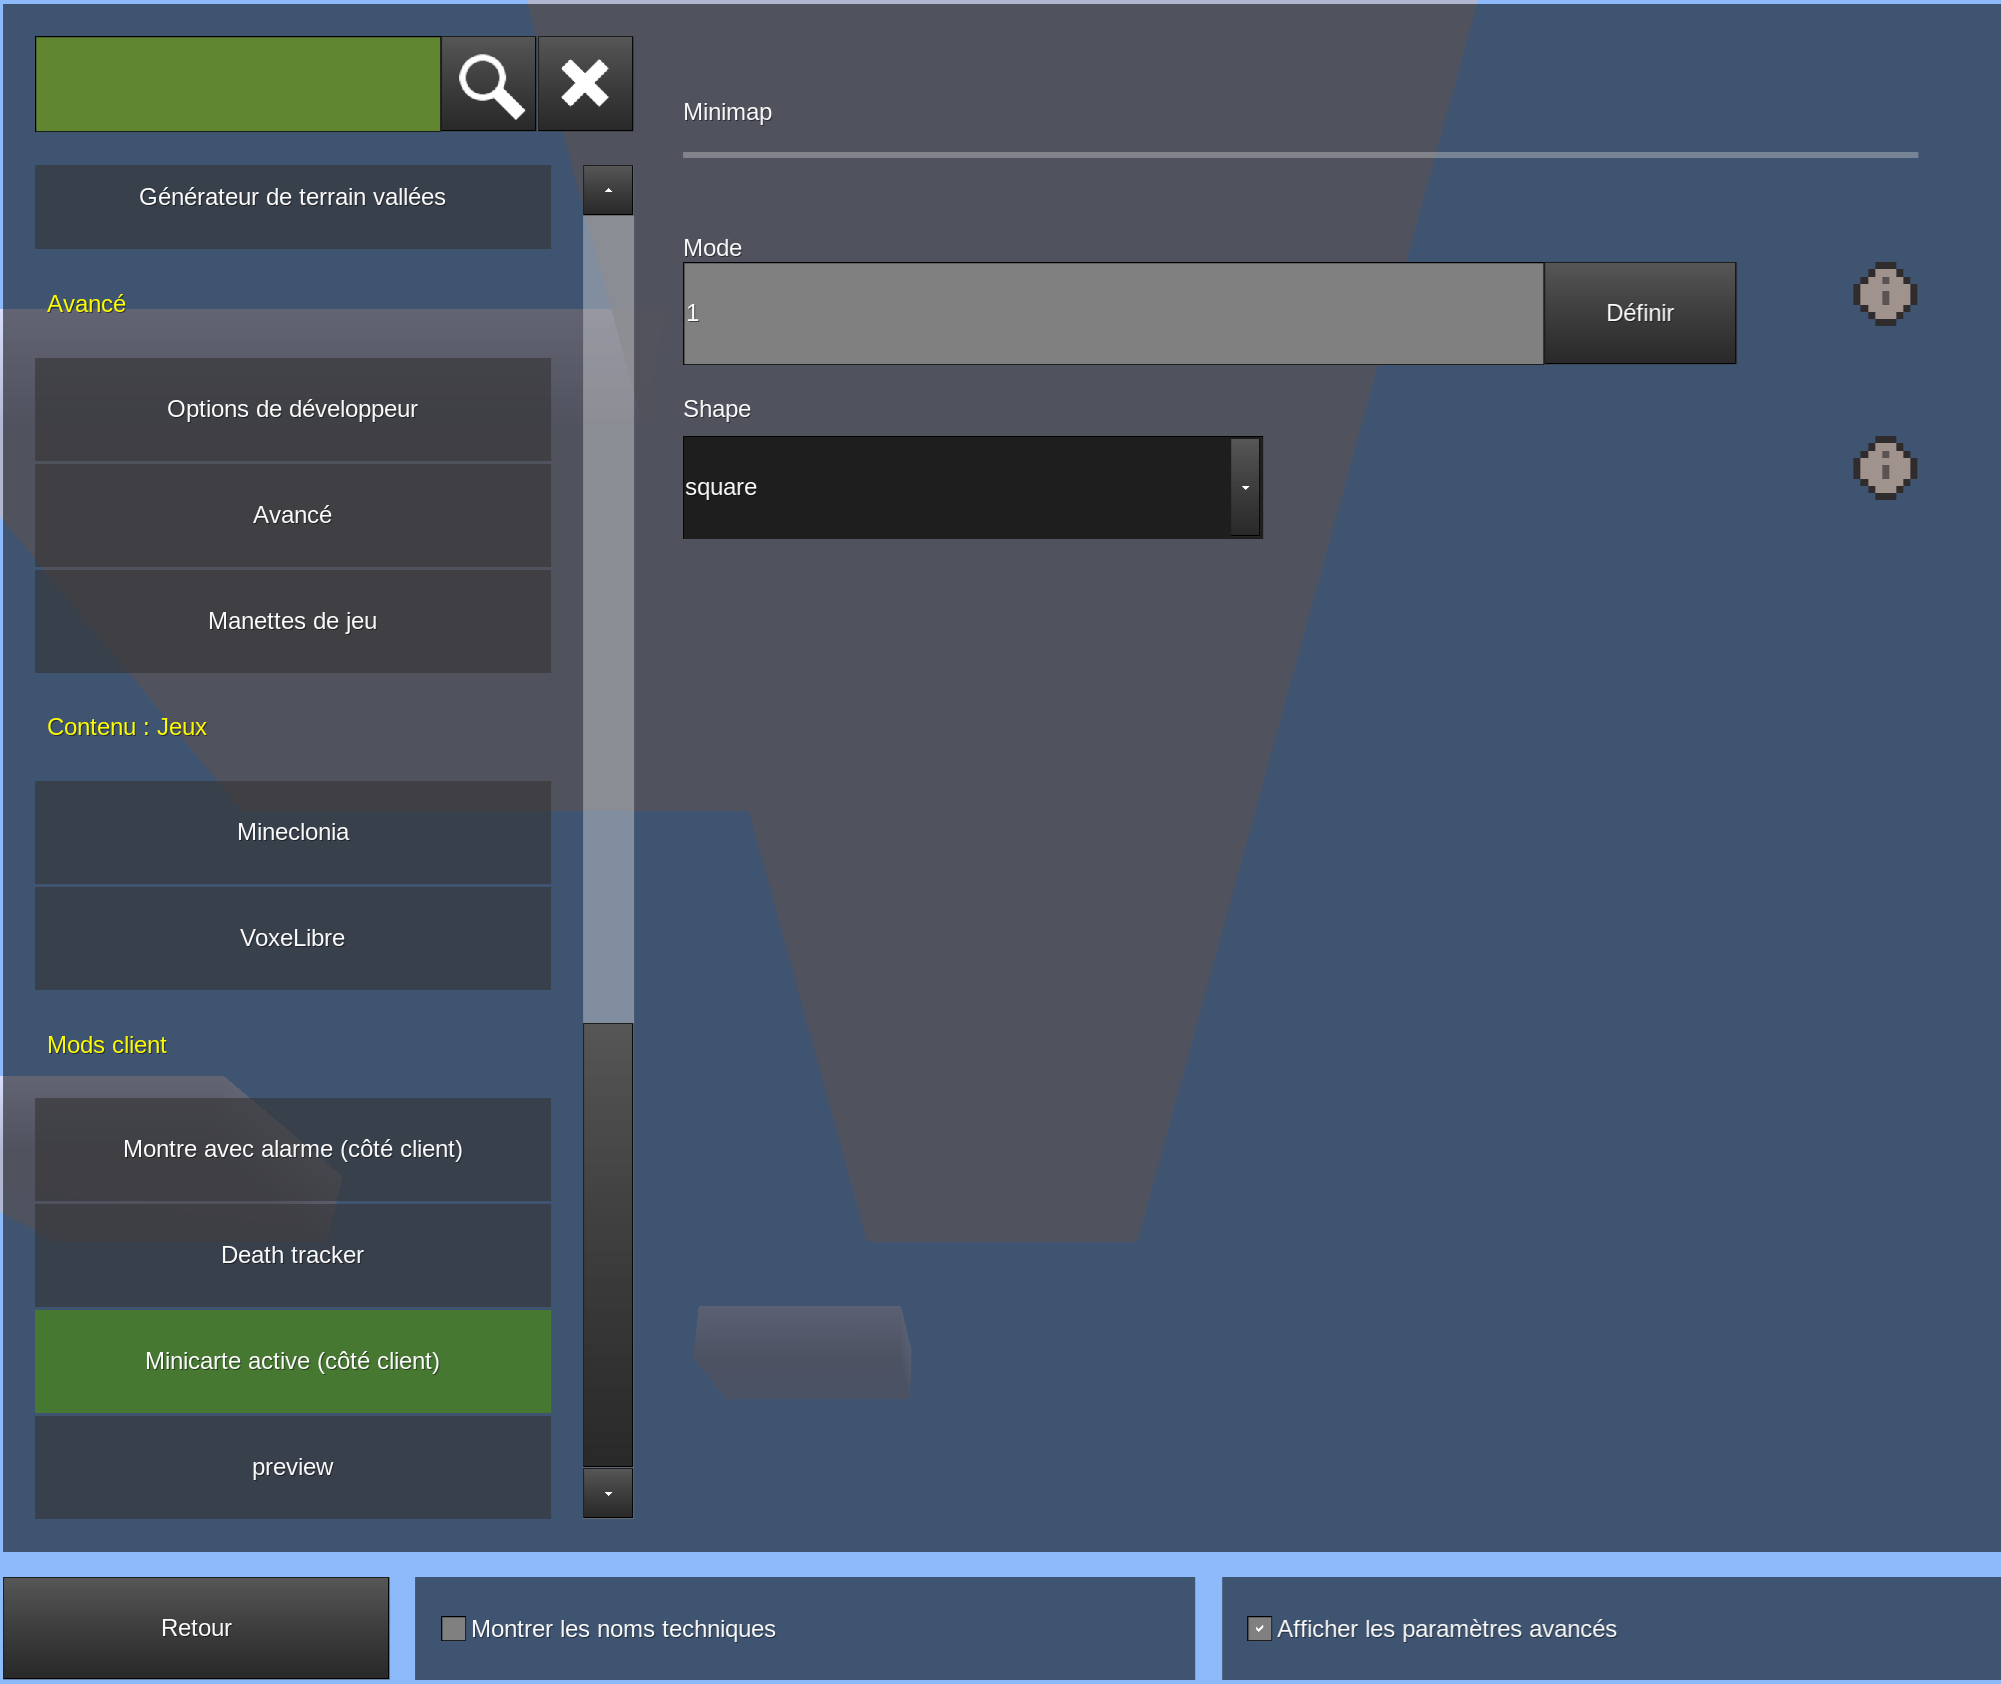 Générateur de terrain vallées
Avancé
Options de développeur
Avancé
Manettes de jeu
Contenu : Jeux
Mineclonia
VoxeLibre
Mods client
Montre avec alarme (côté client)
Death tracker
Minicarte active (côté client)
preview
Minimap
Mode
1
Définir
Shape
square
Retour
Montrer les noms techniques
Afficher les paramètres avancés